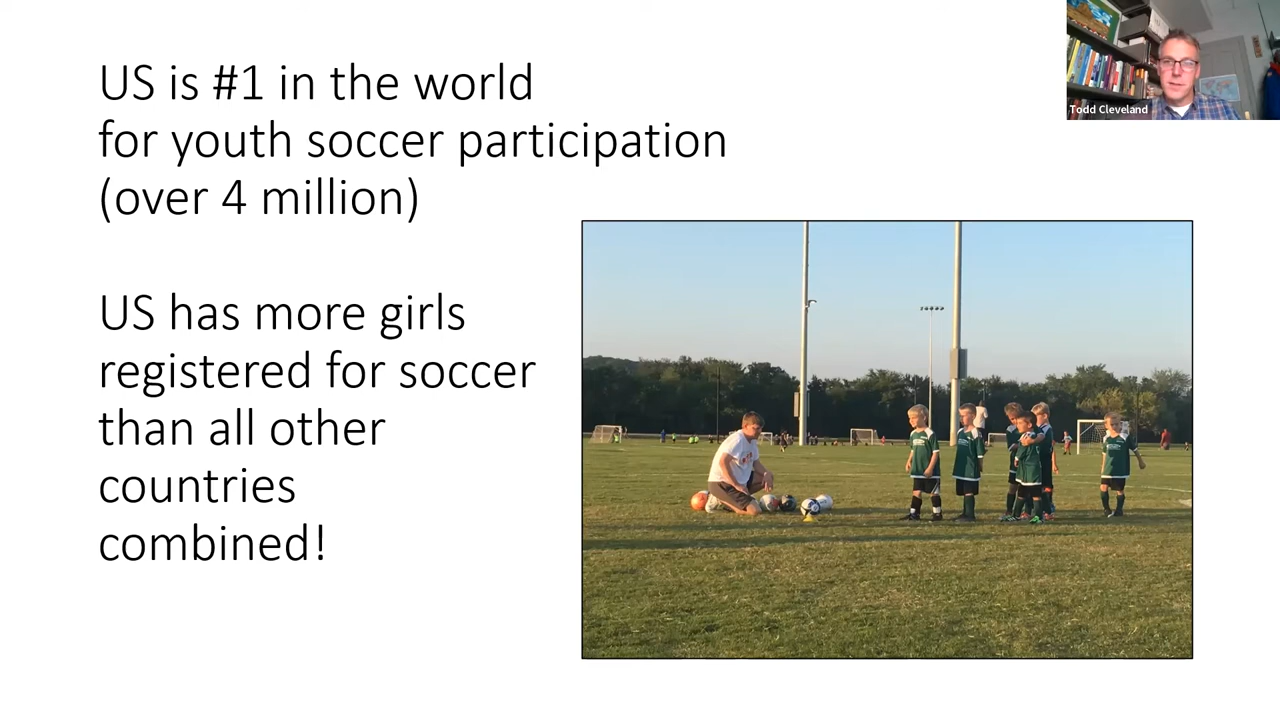 US is #1 in the world
for youth soccer participation
(over 4 million)
US has more girls
registered for soccer
than all other
countries
combined!
Todd Cleveland